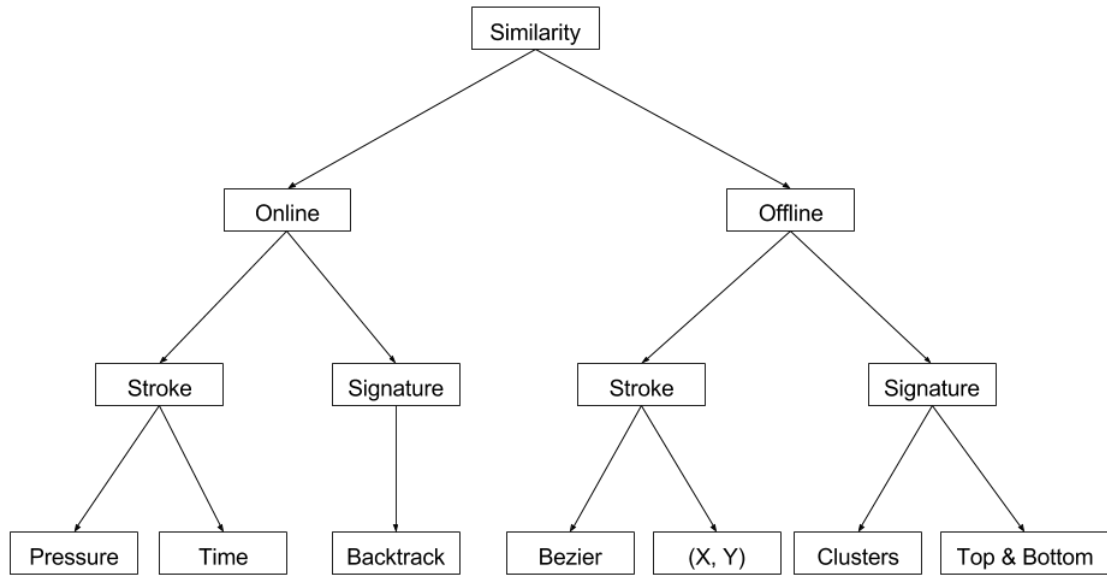 Similarity
Online
Offline
Stroke
Signature
Stroke
Signature
Pressure
Time
Backtrack
Bezier
(X, Y)
Clusters
Top & Bottom